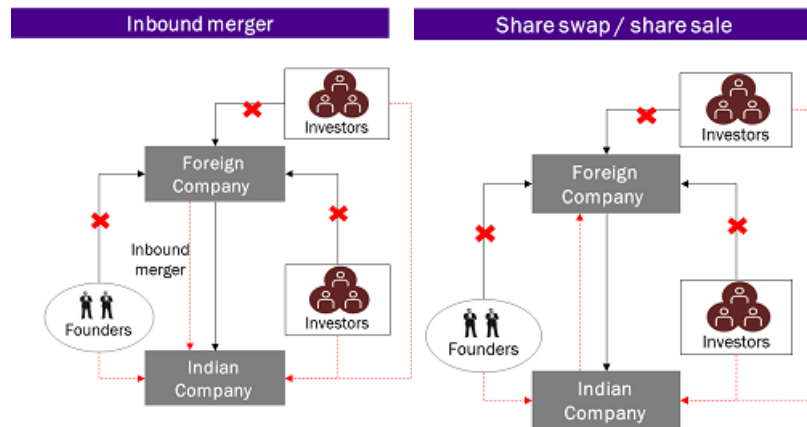 Inbound merger
Investors
Foreign
Company
Inbound
merger
Founders
Investors
Indian
Company
Share swap / share sale
Investors
Foreign
Company
Founders
Investors
Indian
Company